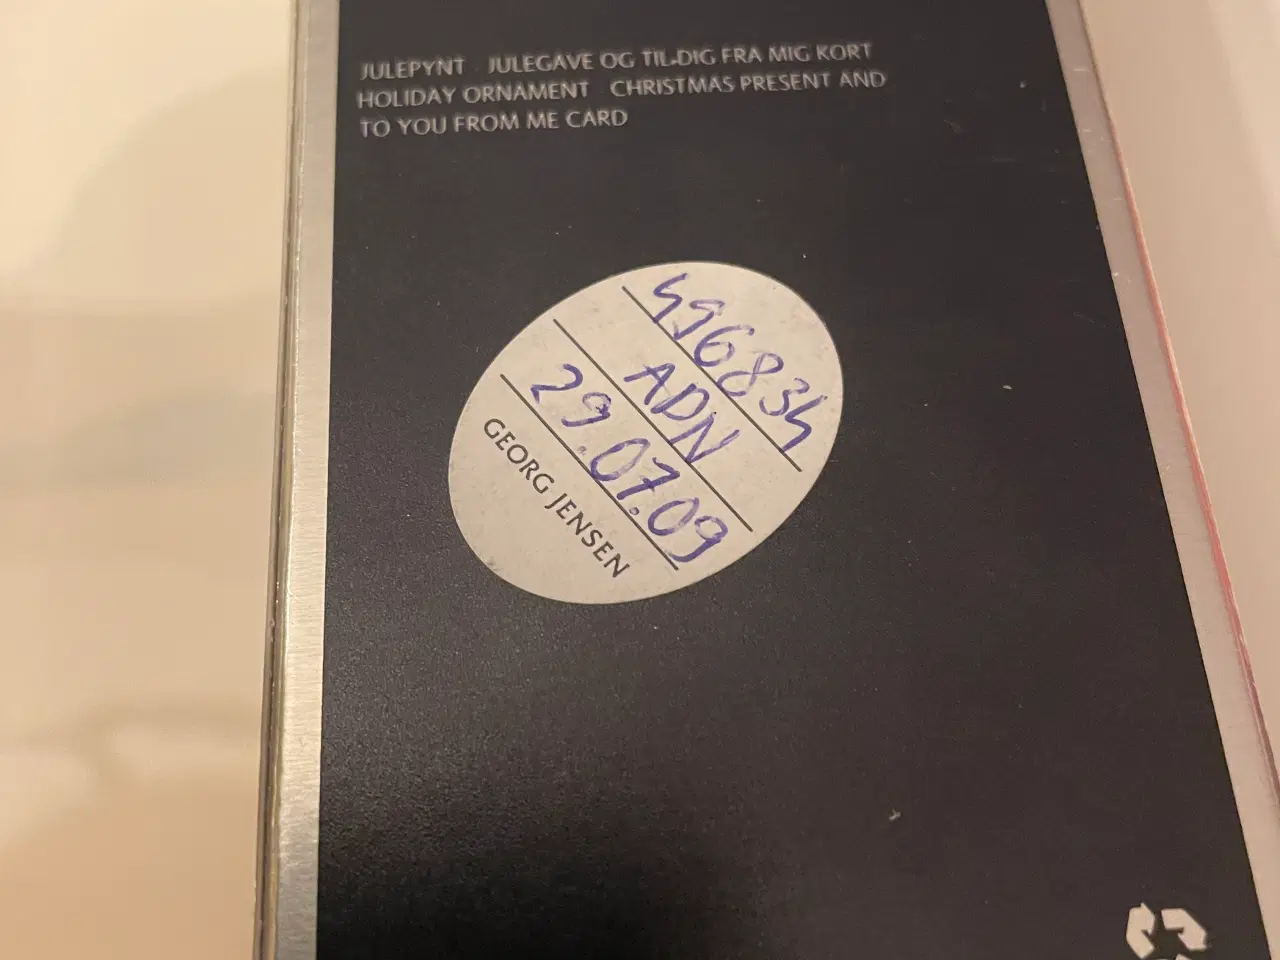 JULEPYNT JULEGAVE OG TIL DIG FRA MIG KORT
HOLIDAY ORNAMENT CHRISTMAS PRESENT AND
TO YOU FROM ME CARD
496834
ADN
29.07.09
GEORG JENSEN